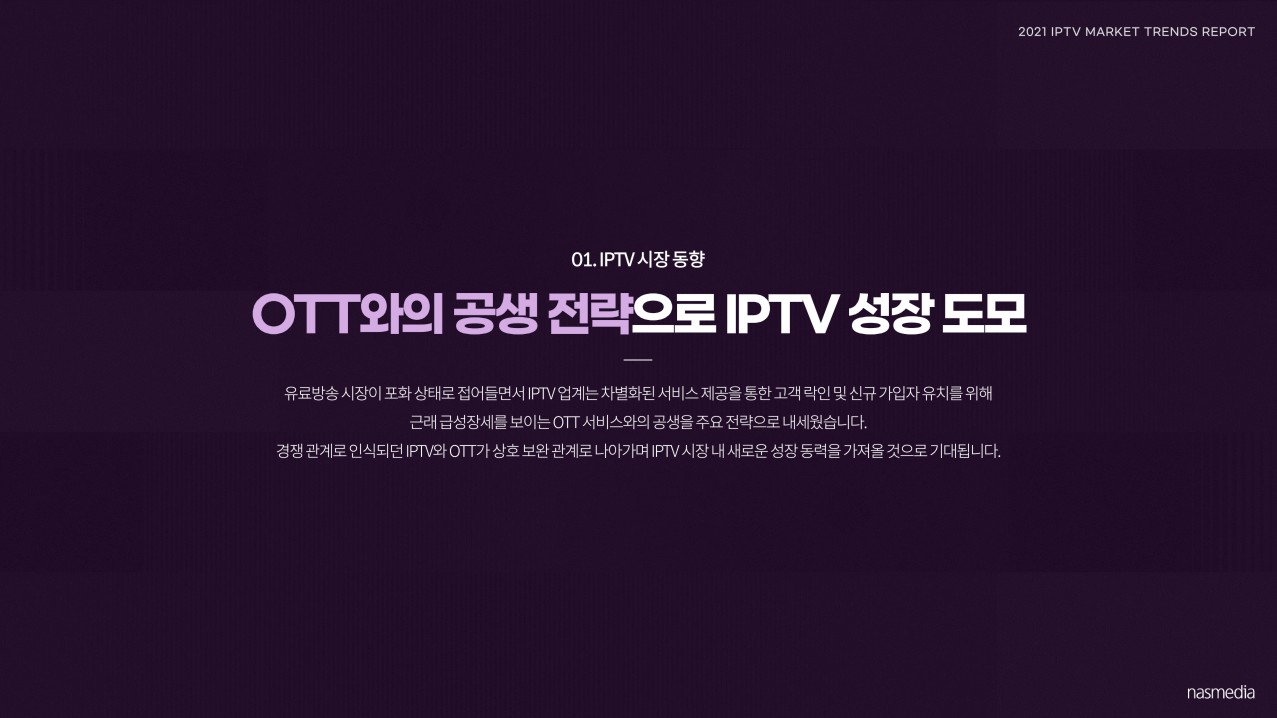 2021 IPTV MARKET TRENDS REPORT
01. IPTV 시장 동향
OTT와의 공생 전략으로 IPTV 성장 도모
유료방송 시장이 포화 상태로 접어들면서 IPTV 업계는 차별화된 서비스 제공을 통한 고객 락인 및 신규 가입자 유치를 위해
근래 급성장세를 보이는 OTT 서비스와의 공생을 주요 전략으로 내세웠습니다.
경쟁 관계로 인식되던 IPTV와 OTT가 상호 보완 관계로 나아가며 IPTV 시장 내 새로운 성장 동력을 가져올 것으로 기대됩니다.
nasmedia